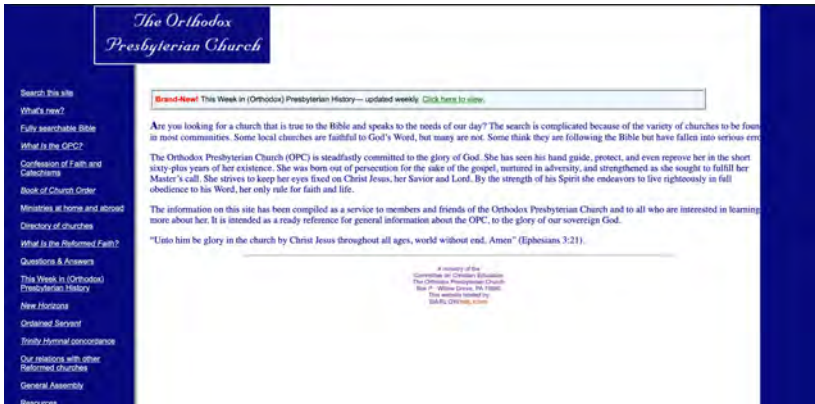 The Orthodox
Presbyterian Church
Search this site
What's new?
Fully searchable Bible
What Is the OPC?
Confession of Faith and
Catechisms
Book of Church Order
Ministries at home and abroad
Directory of churches
What Is the Reformed Faith?
Questions & Answers
This Week in (Orthodox)
Presbyterian History
New Horizons
Ordained Servant
Trinity Hymnal concordance
Our relations with other
Reformed churches
General Assembly
Resources
Brand-New! This Week in (Orthodox) Presbyterian History— updated weekly. Click here to view.
Are you looking for a church that is true to the Bible and speaks to the needs of our day? The search is complicated because of the variety of churches to be foun
in most communities. Some local churches are faithful to God's Word, but many are not. Some think they are following the Bible but have fallen into serious erro
The Orthodox Presbyterian Church (OPC) is steadfastly committed to the glory of God. She has seen his hand guide, protect, and even reprove her in the short
sixty-plus years of her existence. She was born out of persecution for the sake of the gospel, nurtured in adversity, and strengthened as she sought to fulfill her
Master's call. She strives to keep her eyes fixed on Christ Jesus, her Savior and Lord. By the strength of his Spirit she endeavors to live righteously in full
obedience to his Word, her only rule for faith and life.
The information on this site has been compiled as a service to members and friends of the Orthodox Presbyterian Church and to all who are interested in learning
more about her. It is intended as a ready reference for general information about the OPC, to the glory of our sovereign God.
"Unto him be glory in the church by Christ Jesus throughout all ages, world without end. Amen" (Ephesians 3:21).
A ministry of the
Committee on Christian Education
The Orthodox Presbyterian Church
Box P · Willow Grove, PA 19090
This website hosted by